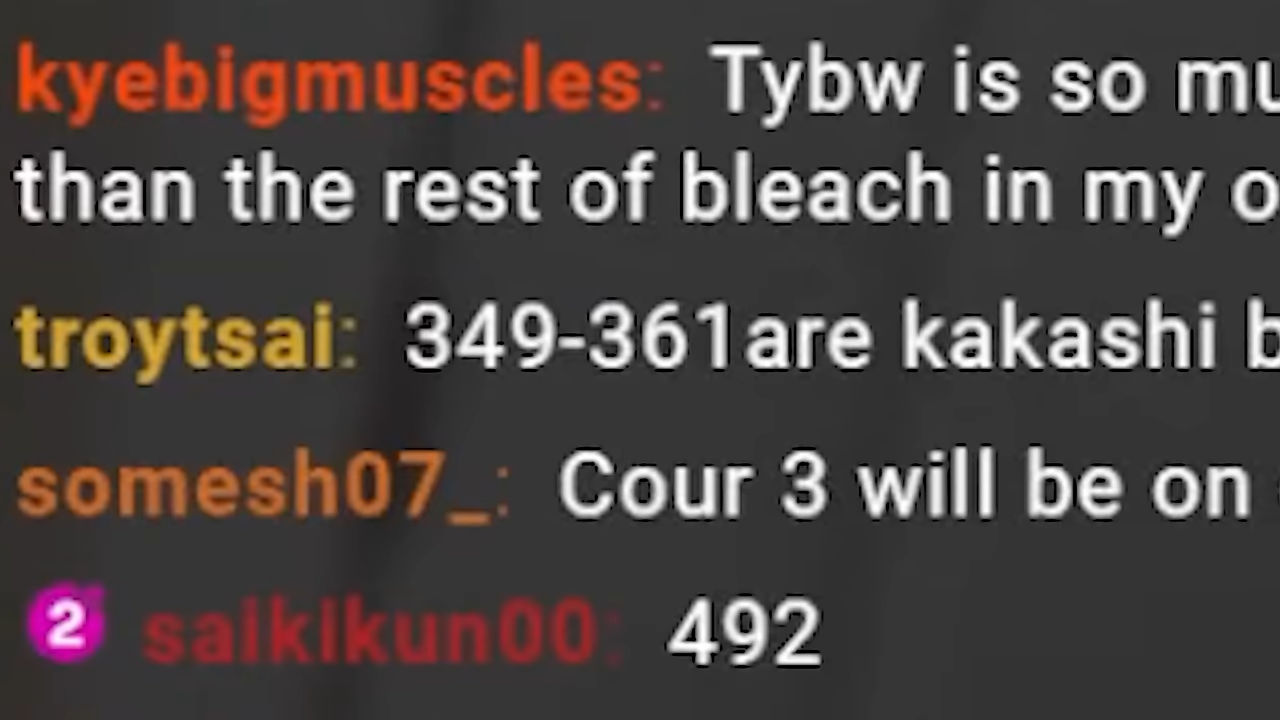 kyebigmuscles: Tybw is so mu
than the rest of bleach in my o
troytsai: 349-361are kakashi b
somesh07_: Cour 3 will be on
2 saikikun00: 492